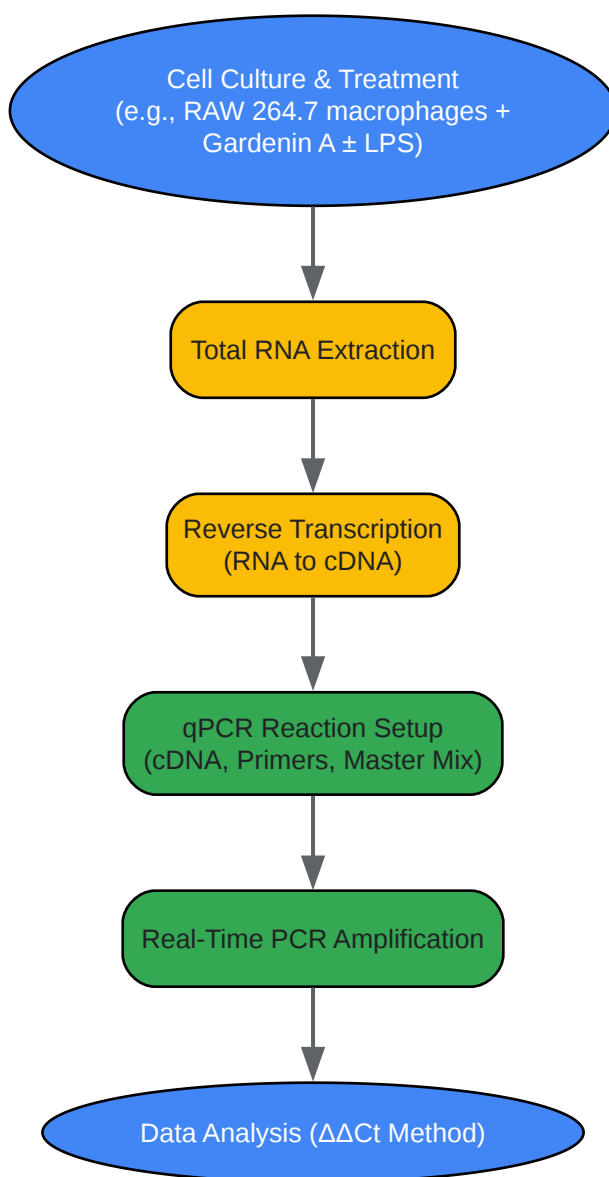 Cell Culture & Treatment
(e.g., RAW 264.7 macrophages +
Gardenin A ± LPS)
Total RNA Extraction
Reverse Transcription
(RNA to cDNA)
qPCR Reaction Setup
(cDNA, Primers, Master Mix)
Real-Time PCR Amplification
Data Analysis (ΔΔCt Method)